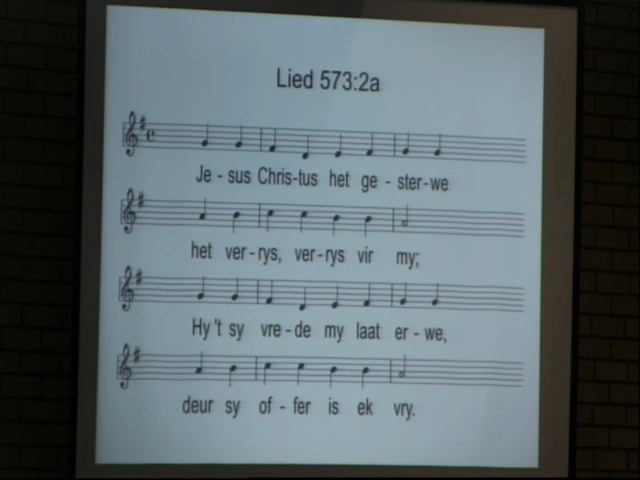 Lied 573:2a
Je - sus Chris-tus het ge - ster-we
het ver-rys, ver-rys vir my;
Hy 't sy vre-de my laat er-we,
deur sy of-fer is ek vry.